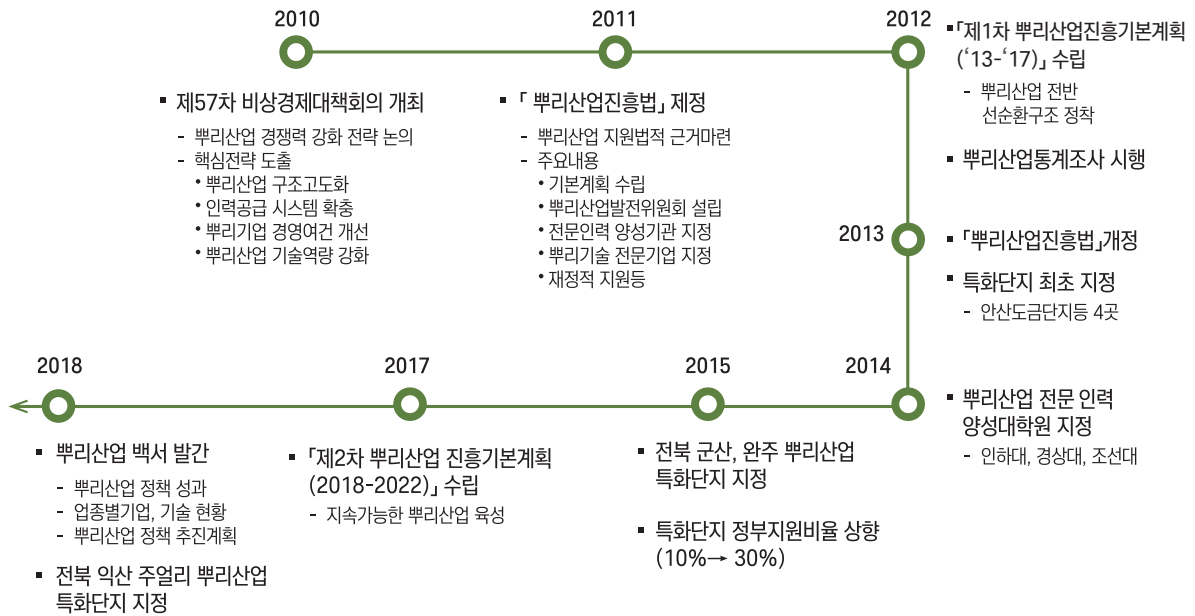 2010
▪ 제57차 비상경제대책회의 개최
- 뿌리산업 경쟁력 강화 전략 논의
- 핵심전략 도출
• 뿌리산업 구조고도화
• 인력공급 시스템 확충
• 뿌리기업 경영여건 개선
• 뿌리산업 기술역량 강화
2011
▪ 「 뿌리산업진흥법」 제정
- 뿌리산업 지원법적 근거마련
- 주요내용
• 기본계획 수립
• 뿌리산업발전위원회 설립
• 전문인력 양성기관 지정
• 뿌리기술 전문기업 지정
• 재정적 지원등
2012
▪ 「제1차 뿌리산업진흥기본계획
(‘13-‘17)」 수립
- 뿌리산업 전반
선순환구조 정착
▪ 뿌리산업통계조사 시행
2013
▪ 「뿌리산업진흥법」개정
▪ 특화단지 최초 지정
- 안산도금단지등 4곳
2014
▪ 뿌리산업 전문 인력
양성대학원 지정
- 인하대, 경상대, 조선대
2015
▪ 전북 군산, 완주 뿌리산업
특화단지 지정
▪ 특화단지 정부지원비율 상향
(10%→ 30%)
2017
▪ 「제2차 뿌리산업 진흥기본계획
(2018-2022)」 수립
- 지속가능한 뿌리산업 육성
2018
▪ 뿌리산업 백서 발간
- 뿌리산업 정책 성과
- 업종별기업, 기술 현황
- 뿌리산업 정책 추진계획
▪ 전북 익산 주얼리 뿌리산업
특화단지 지정